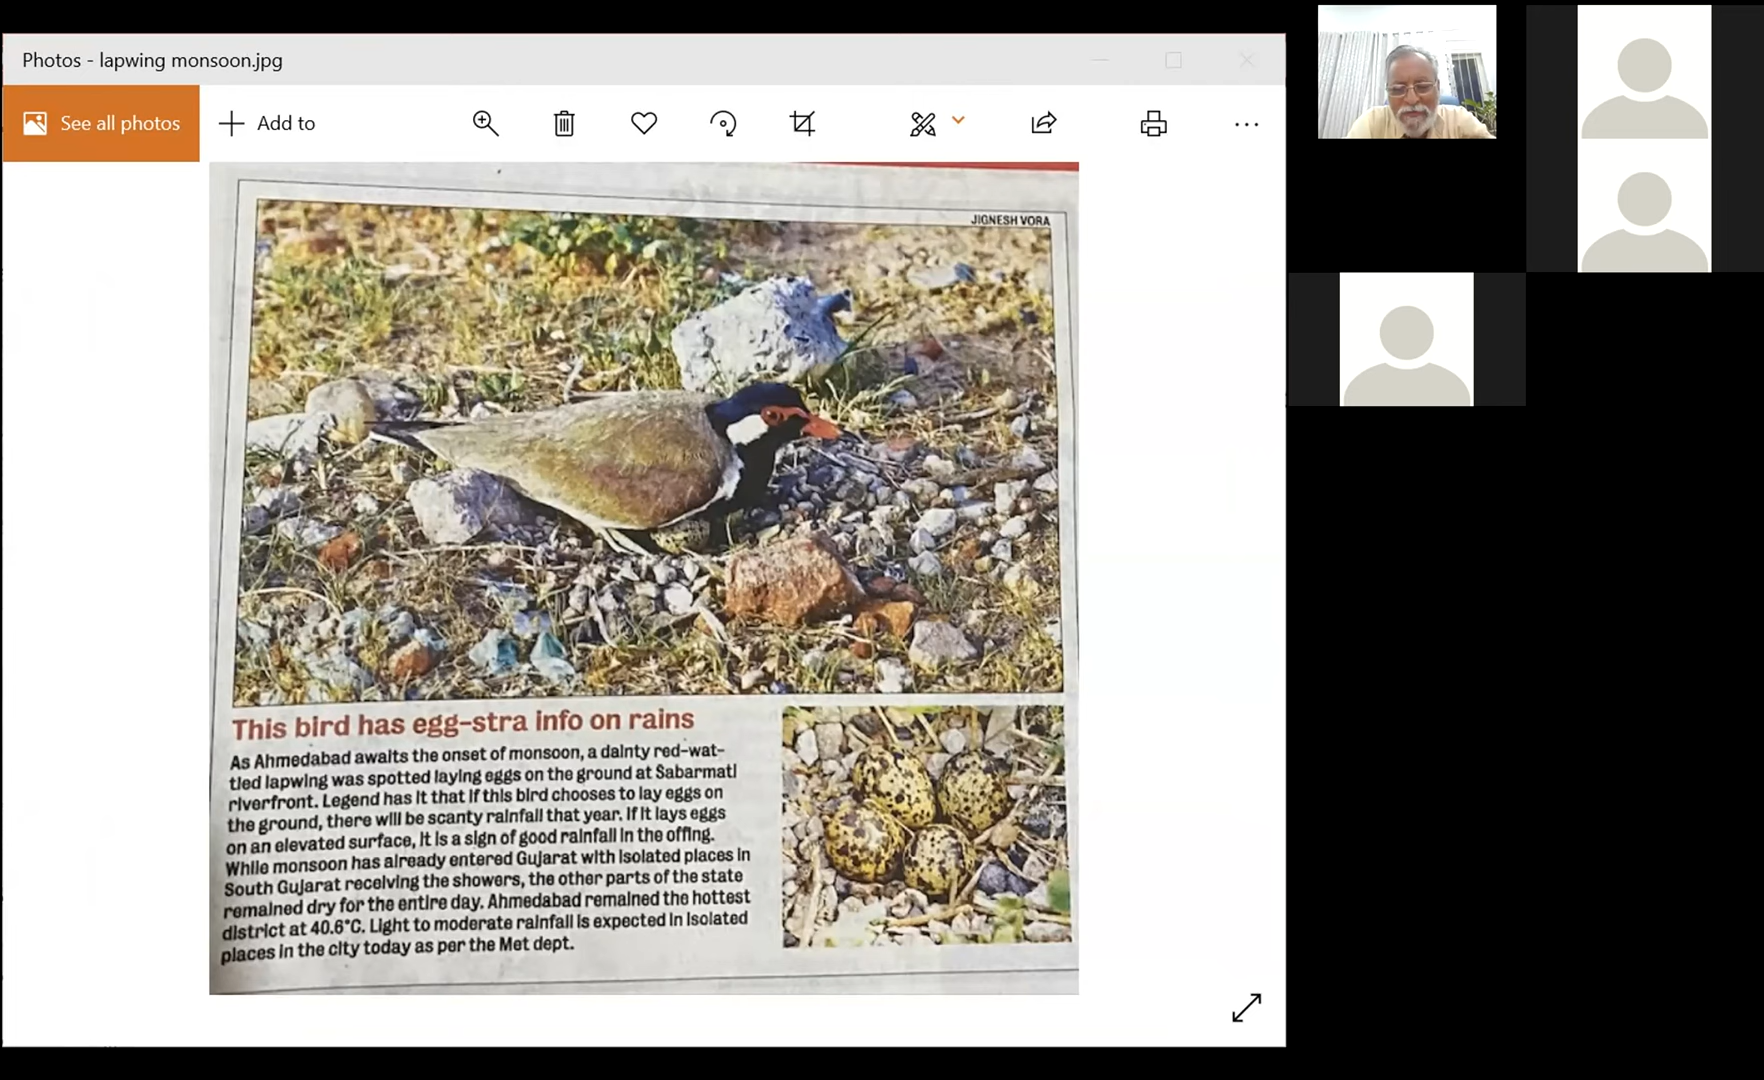 Photos - lapwing monsoon.jpg
See all photos
Add to
JIGNESH VORA
This bird has egg-stra info on rains
As Ahmedabad awaits the onset of monsoon, a dainty red-wat-
tled lapwing was spotted laying eggs on the ground at Sabarmati
riverfront. Legend has it that if this bird chooses to lay eggs on
the ground, there will be scanty rainfall that year. If it lays eggs
on an elevated surface, it is a sign of good rainfall in the offing.
While monsoon has already entered Gujarat with isolated places in
South Gujarat receiving the showers, the other parts of the state
remained dry for the entire day. Ahmedabad remained the hottest
district at 40.6°C. Light to moderate rainfall is expected in isolated
places in the city today as per the Met dept.